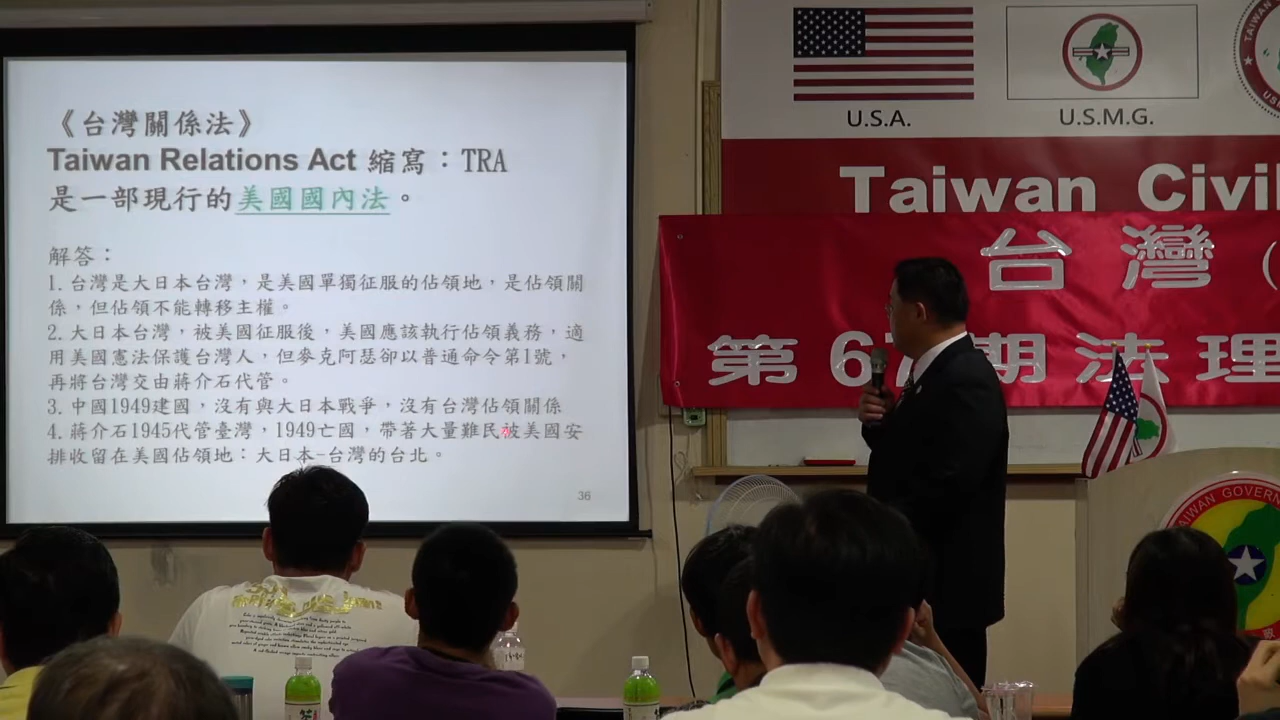 《台灣關係法》
Taiwan Relations Act 縮寫：TRA
是一部現行的美國國內法。
解答：
1. 台灣是大日本台灣，是美國單獨征服的佔領地，是佔領關
係，但佔領不能轉移主權。
2. 大日本台灣，被美國征服後，美國應該執行佔領義務，適
用美國憲法保護台灣人，但麥克阿瑟卻以普通命令第1號，
再將台灣交由蔣介石代管。
3. 中國1949建國，沒有與大日本戰爭，沒有台灣佔領關係
4. 蔣介石1945代管臺灣，1949亡國，帶著大量難民被美國安
排收留在美國佔領地：大日本-台灣的台北。
36
U.S.A.
U.S.M.G.
Taiwan Civil
台灣（
第67期法理
TAIWAN GOVERN